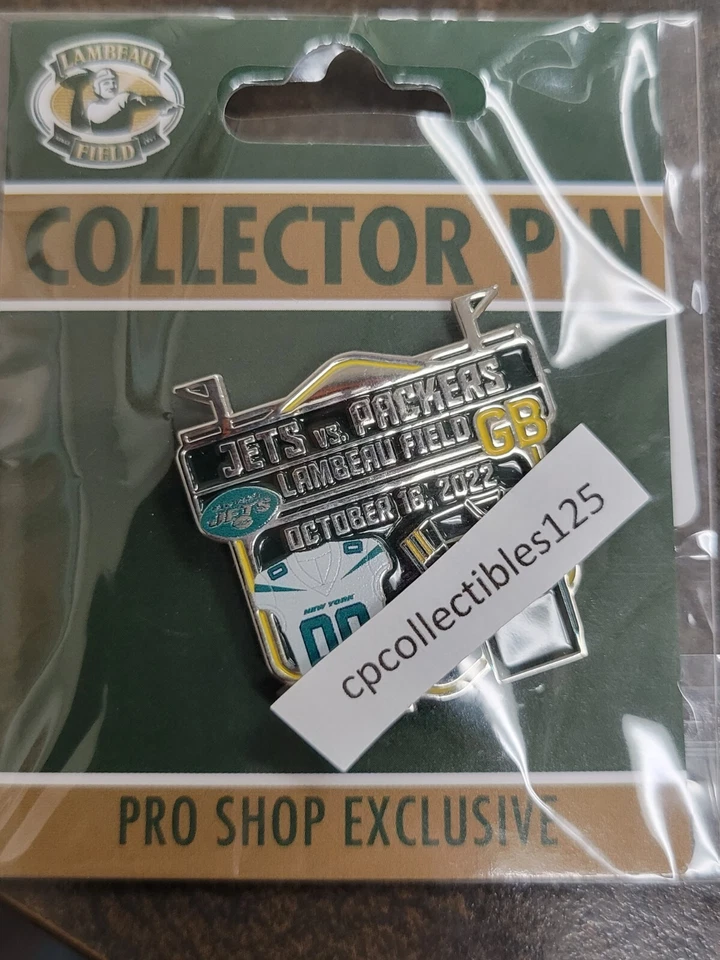 LAMBEAU
FIELD
COLLECTOR PIN
JETS vs. PACKERS
LAMBEAU FIELD GB
JETS
OCTOBER 16, 2022
NEW YORK
00
cpcollectibles125
PRO SHOP EXCLUSIVE